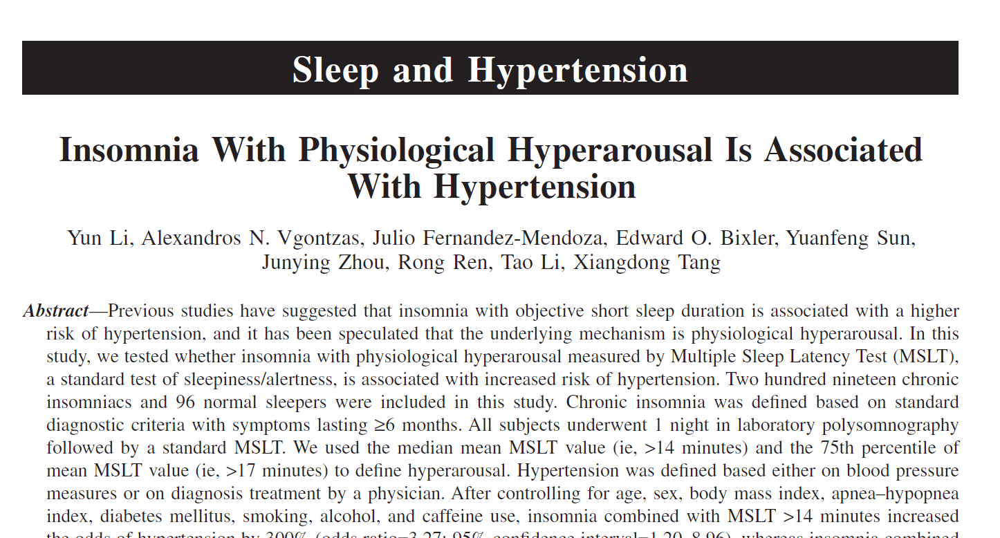 Sleep and Hypertension
Insomnia With Physiological Hyperarousal Is Associated
With Hypertension
Yun Li, Alexandros N. Vgontzas, Julio Fernandez-Mendoza, Edward O. Bixler, Yuanfeng Sun,
Junying Zhou, Rong Ren, Tao Li, Xiangdong Tang
Abstract—Previous studies have suggested that insomnia with objective short sleep duration is associated with a higher
risk of hypertension, and it has been speculated that the underlying mechanism is physiological hyperarousal. In this
study, we tested whether insomnia with physiological hyperarousal measured by Multiple Sleep Latency Test (MSLT),
a standard test of sleepiness/alertness, is associated with increased risk of hypertension. Two hundred nineteen chronic
insomniacs and 96 normal sleepers were included in this study. Chronic insomnia was defined based on standard
diagnostic criteria with symptoms lasting ≥6 months. All subjects underwent 1 night in laboratory polysomnography
followed by a standard MSLT. We used the median mean MSLT value (ie, >14 minutes) and the 75th percentile of
mean MSLT value (ie, >17 minutes) to define hyperarousal. Hypertension was defined based either on blood pressure
measures or on diagnosis treatment by a physician. After controlling for age, sex, body mass index, apnea–hypopnea
index, diabetes mellitus, smoking, alcohol, and caffeine use, insomnia combined with MSLT >14 minutes increased
the odds of hypertension by 300% (odds ratio=3.27; 95% confidence interval=1.20–8.96), whereas insomnia combined